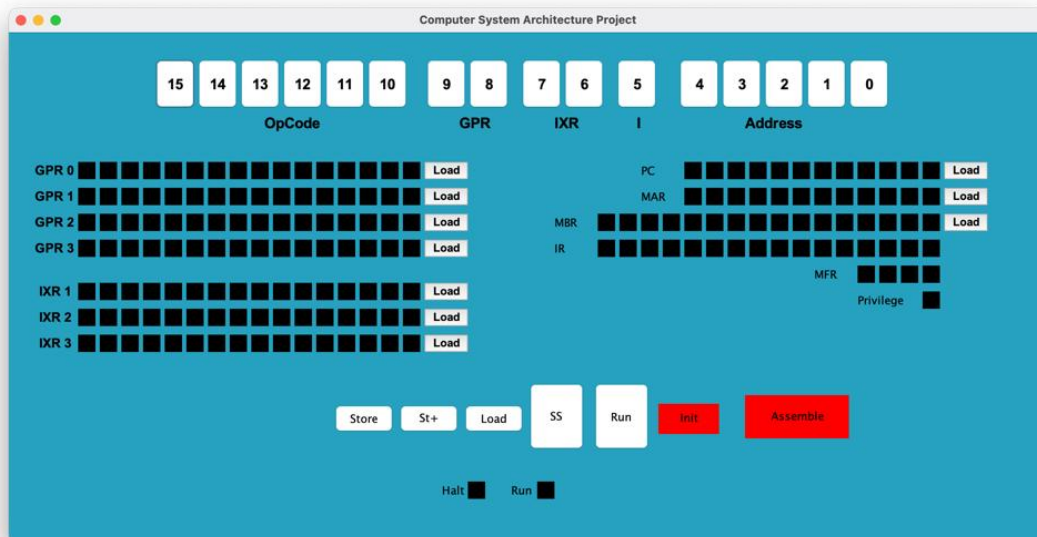 Computer System Architecture Project
15 14 13 12 11 10 9 8 7 6 5 4 3 2 1 0
OpCode GPR IXR I Address
GPR 0 Load PC Load
GPR 1 Load MAR Load
GPR 2 Load MBR Load
GPR 3 Load IR
MFR
IXR 1 Load Privilege
IXR 2 Load
IXR 3 Load
Store St+ Load SS Run Init Assemble
Halt Run